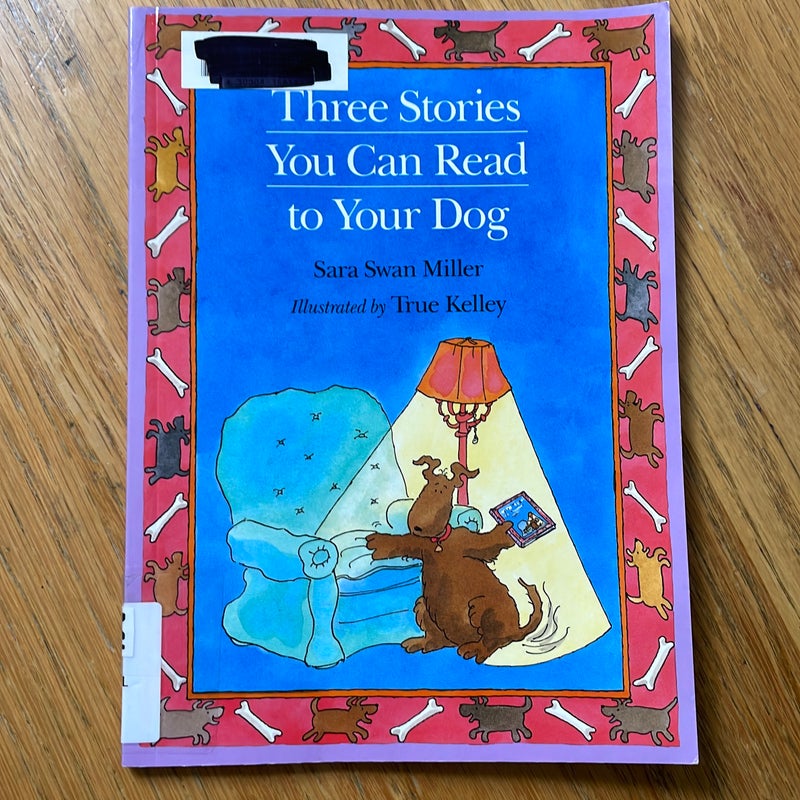 Three Stories
You Can Read
to Your Dog
Sara Swan Miller
Illustrated by True Kelley